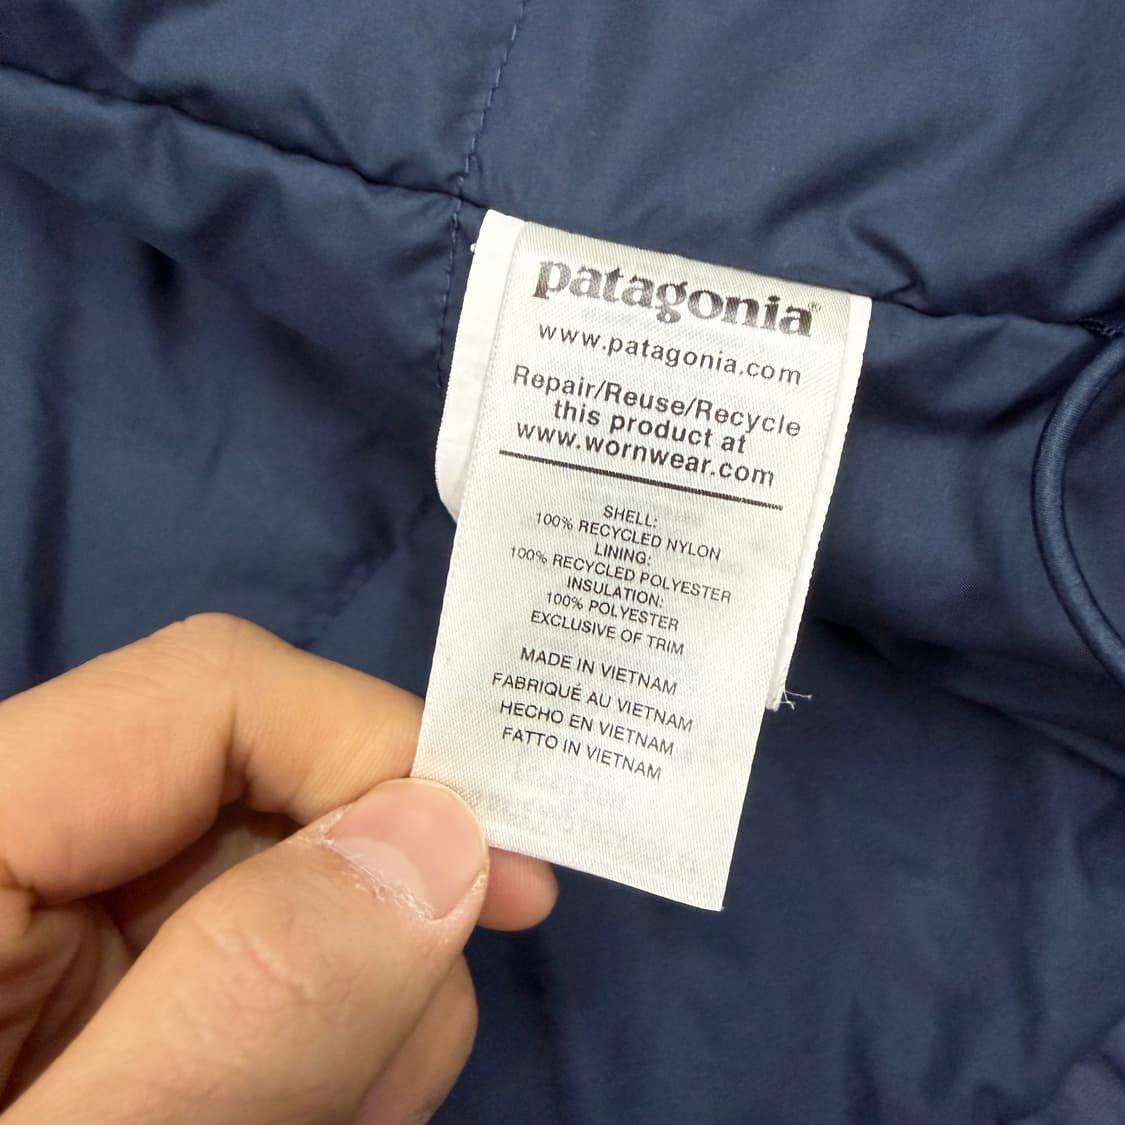 patagonia®
www.patagonia.com
Repair/Reuse/Recycle
this product at
www.wornwear.com
SHELL:
100% RECYCLED NYLON
LINING:
100% RECYCLED POLYESTER
INSULATION:
100% POLYESTER
EXCLUSIVE OF TRIM
MADE IN VIETNAM
FABRIQUÉ AU VIETNAM
HECHO EN VIETNAM
FATTO IN VIETNAM